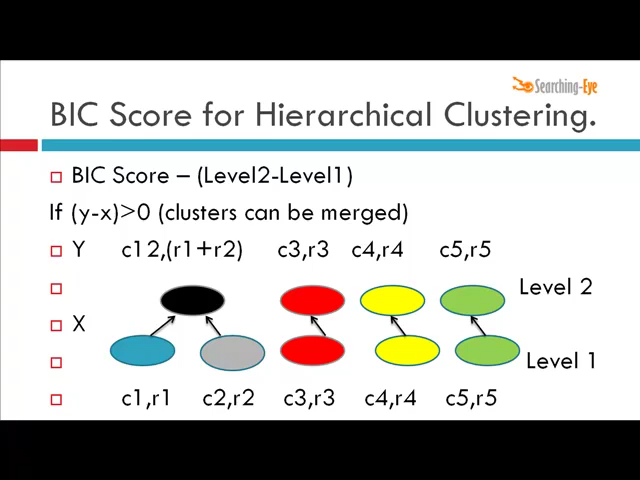 Searching-Eye
BIC Score for Hierarchical Clustering.
BIC Score – (Level2-Level1)
If (y-x)>0 (clusters can be merged)
Y c12,(r1+r2) c3,r3 c4,r4 c5,r5
Level 2
X
Level 1
c1,r1 c2,r2 c3,r3 c4,r4 c5,r5